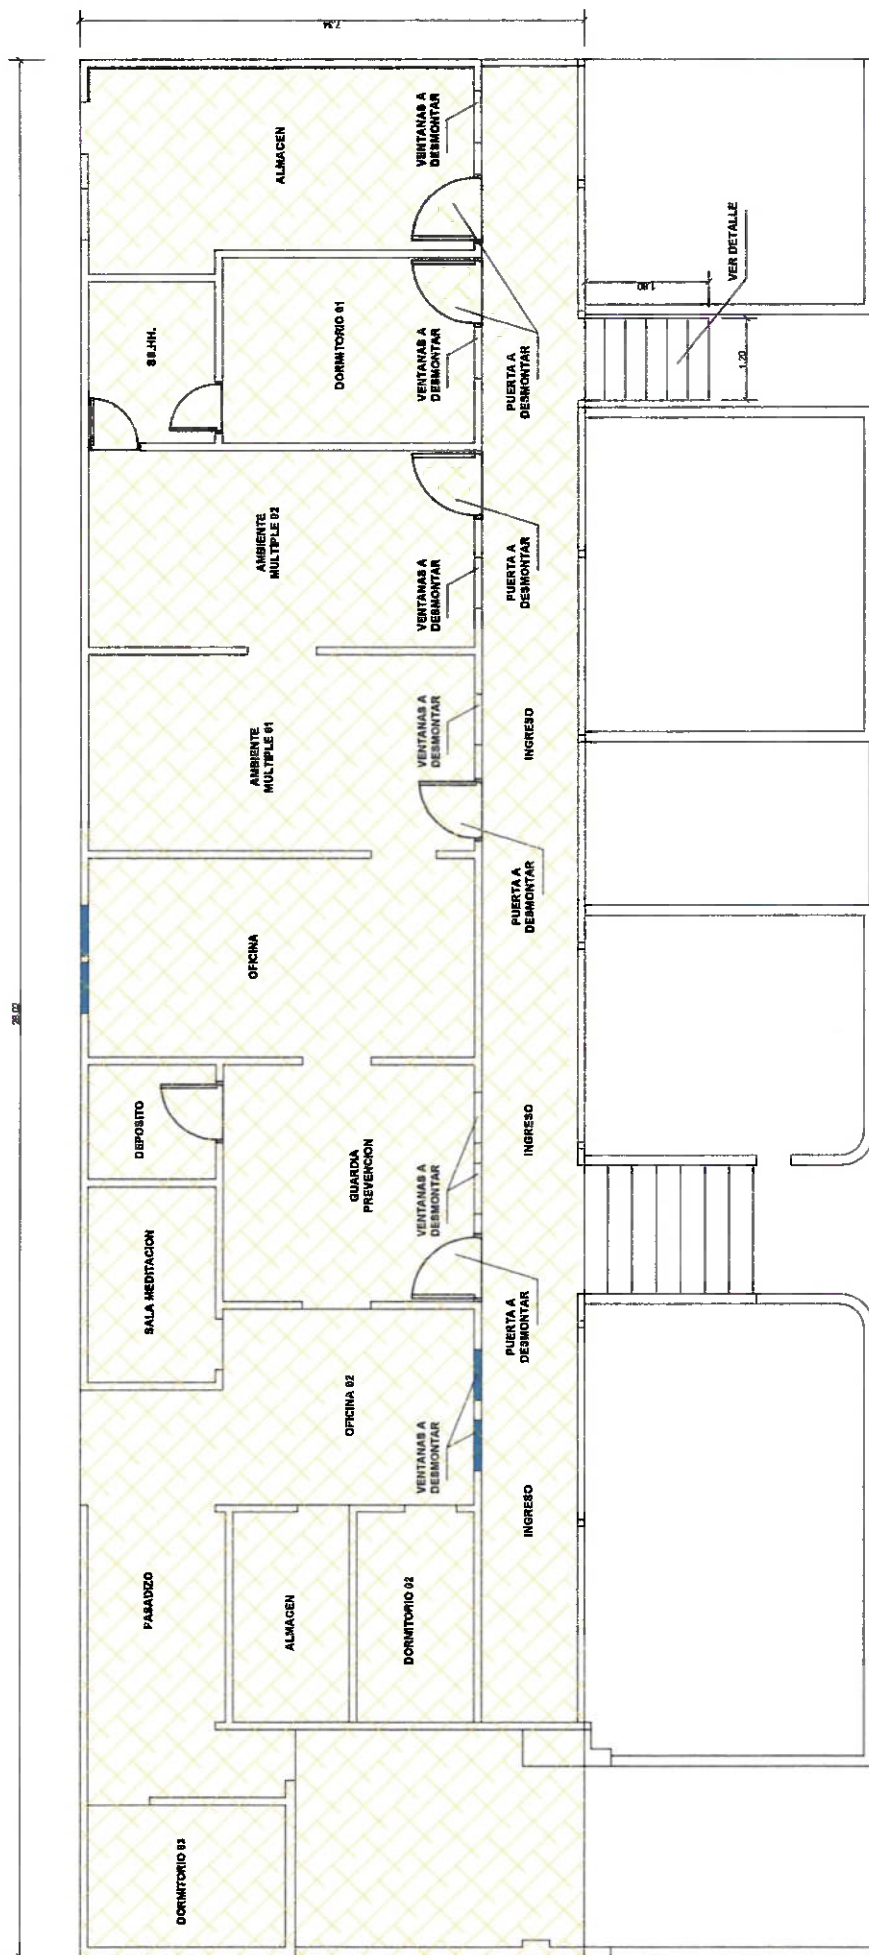 7.34
28.02
ALMACEN
VENTANAS A
DESMONTAR
SS.HH.
DORMITORIO 01
VENTANAS A
DESMONTAR
PUERTA A
DESMONTAR
VER DETALLE
1.80
1.20
AMBIENTE
MULTIPLE 02
VENTANAS A
DESMONTAR
PUERTA A
DESMONTAR
AMBIENTE
MULTIPLE 01
VENTANAS A
DESMONTAR
INGRESO
PUERTA A
DESMONTAR
OFICINA
DEPOSITO
GUARDIA
PREVENCION
VENTANAS A
DESMONTAR
INGRESO
SALA MEDITACION
PUERTA A
DESMONTAR
OFICINA 02
VENTANAS A
DESMONTAR
INGRESO
PASADIZO
ALMACEN
DORMITORIO 02
DORMITORIO 03